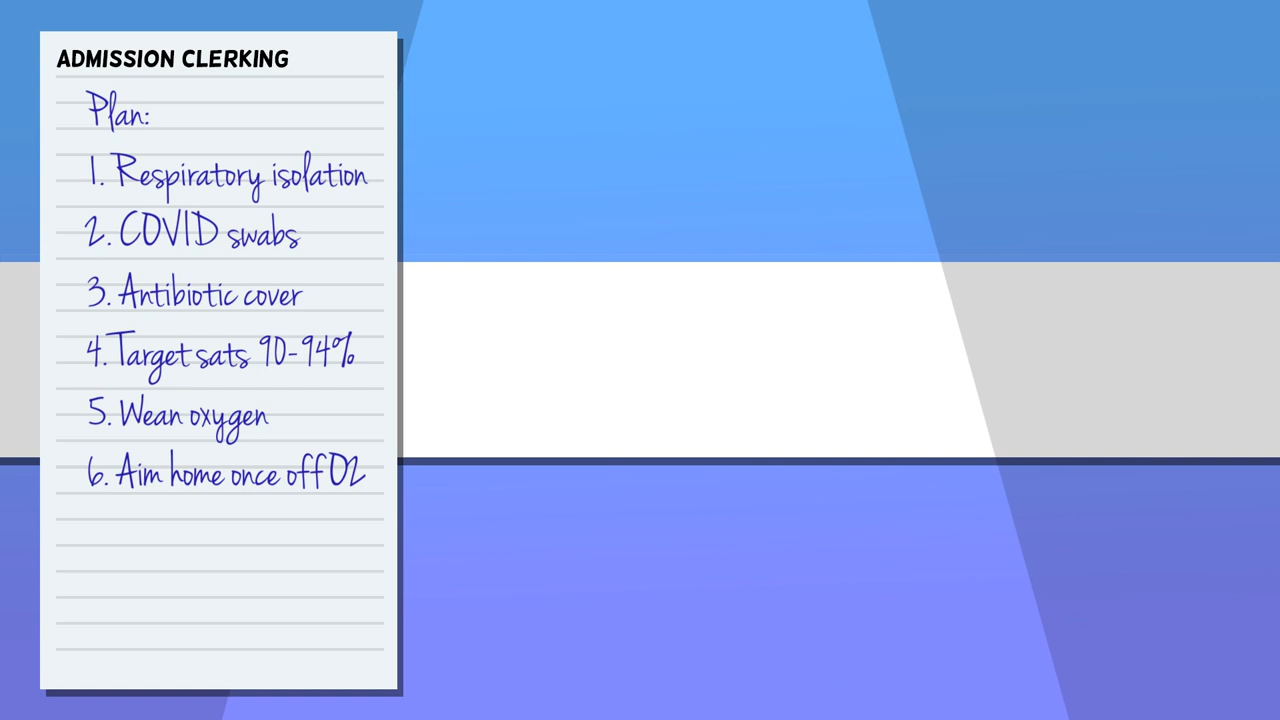 ADMISSION CLERKING
Plan:
1. Respiratory isolation
2. COVID swabs
3. Antibiotic cover
4. Target sats 90-94%
5. Wean oxygen
6. Aim home once off O2